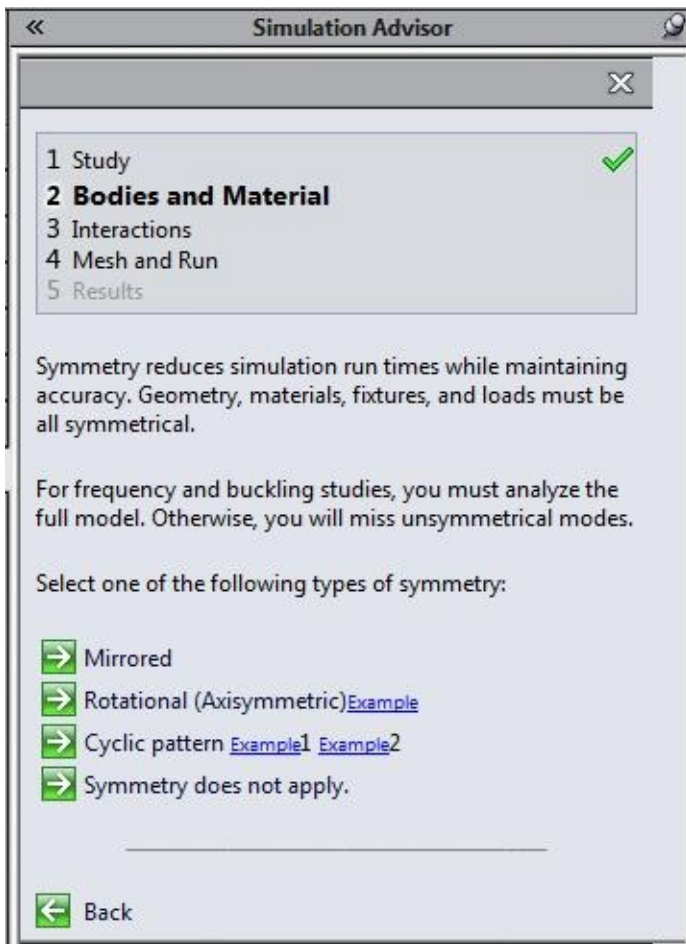 Simulation Advisor
1 Study
2 Bodies and Material
3 Interactions
4 Mesh and Run
5 Results
Symmetry reduces simulation run times while maintaining
accuracy. Geometry, materials, fixtures, and loads must be
all symmetrical.
For frequency and buckling studies, you must analyze the
full model. Otherwise, you will miss unsymmetrical modes.
Select one of the following types of symmetry:
Mirrored
Rotational (Axisymmetric)Example
Cyclic pattern Example1 Example2
Symmetry does not apply.
Back